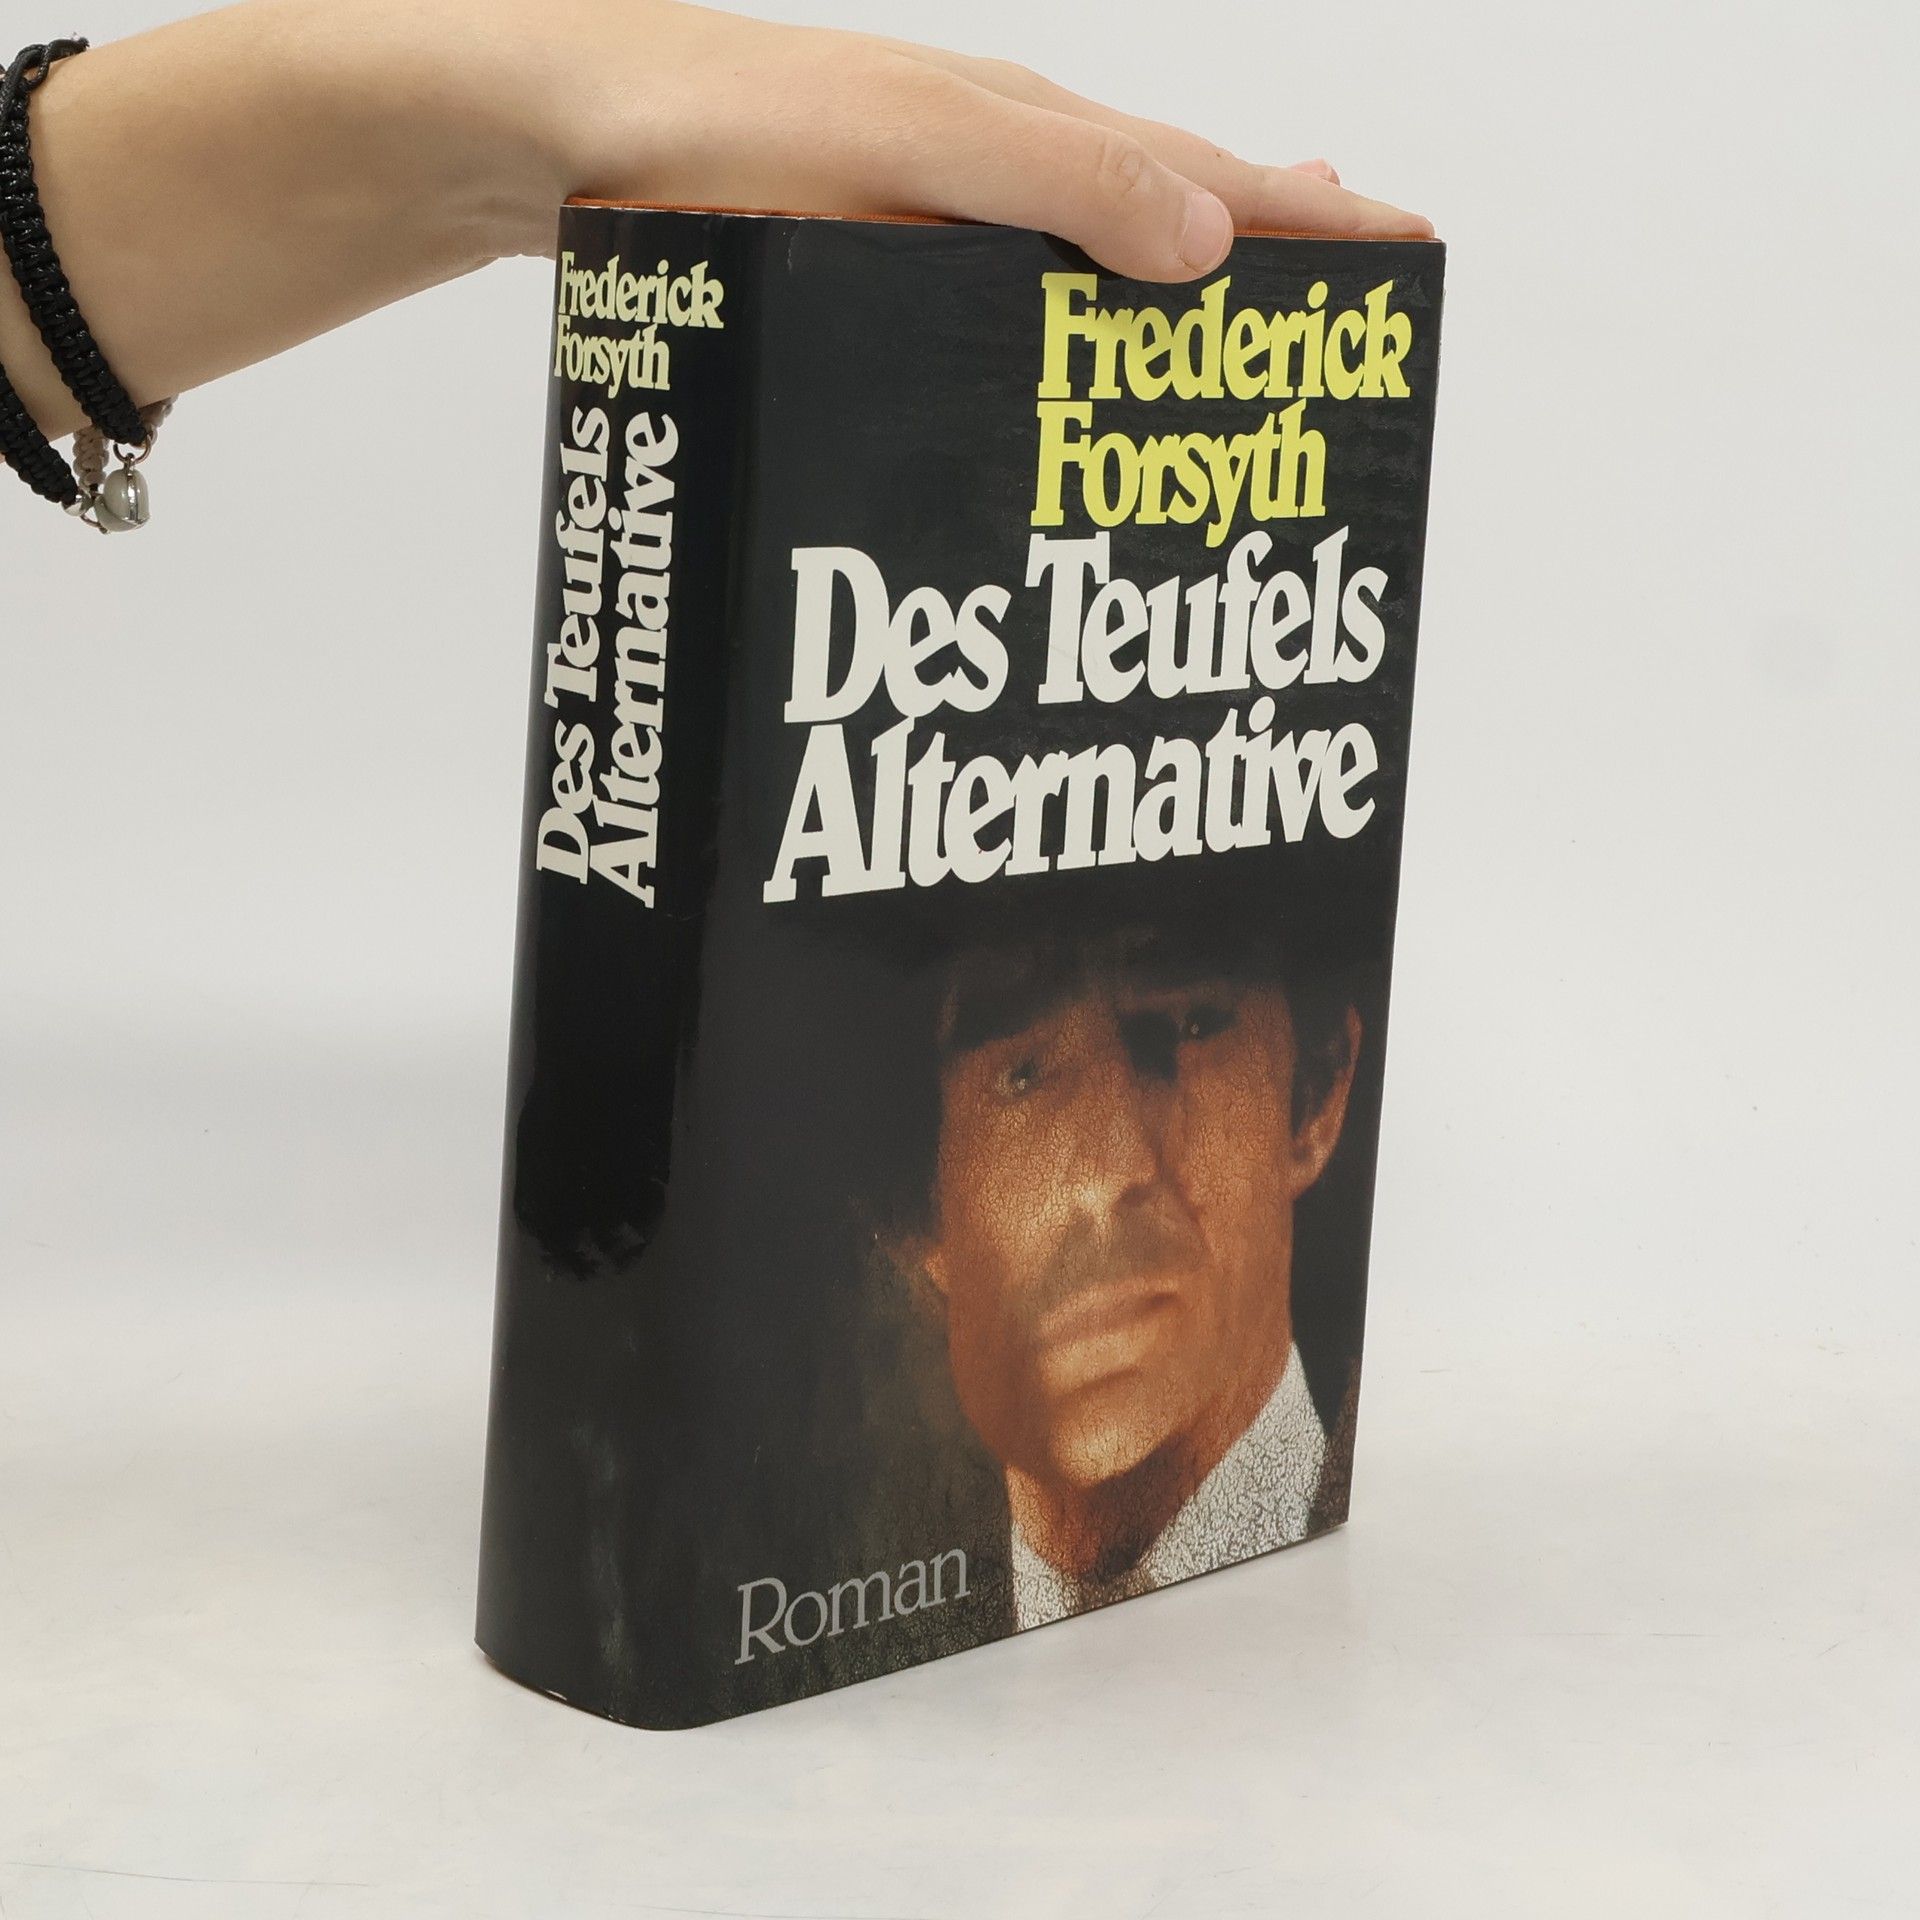 Frederick
Forsyth
Des Teufels
Alternative
Frederick
Forsyth
Des Teufels
Alternative
Roman